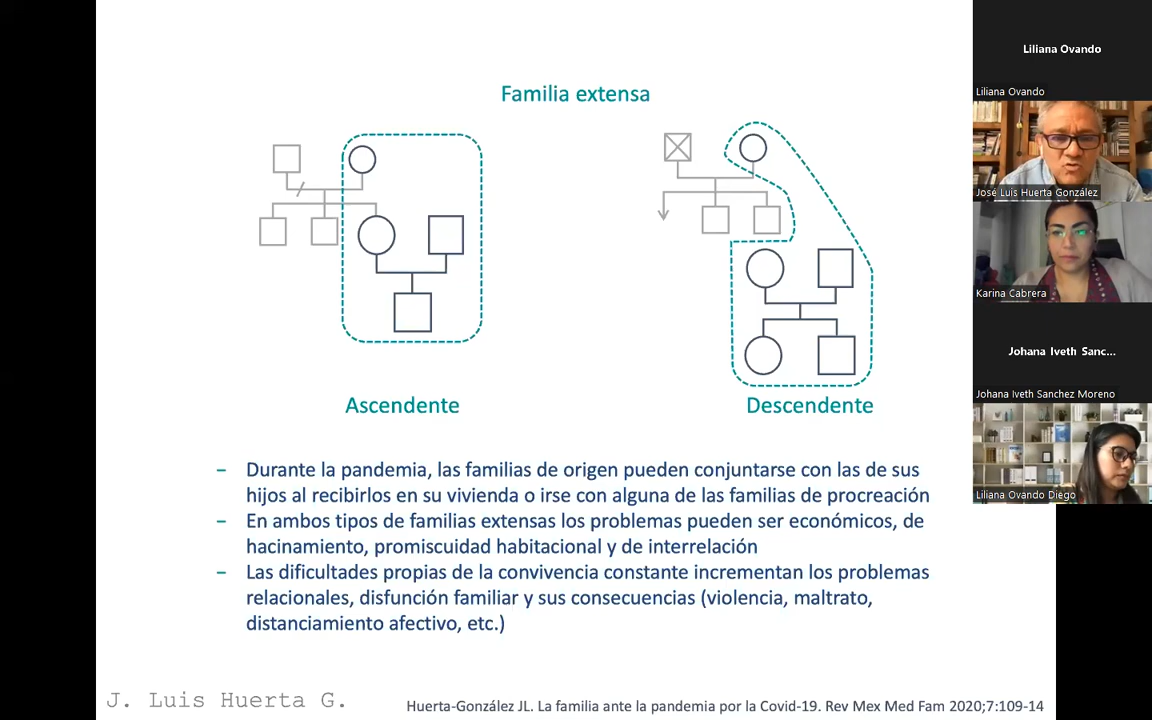 Familia extensa
Ascendente
Descendente
– Durante la pandemia, las familias de origen pueden conjuntarse con las de sus
hijos al recibirlos en su vivienda o irse con alguna de las familias de procreación
– En ambos tipos de familias extensas los problemas pueden ser económicos, de
hacinamiento, promiscuidad habitacional y de interrelación
– Las dificultades propias de la convivencia constante incrementan los problemas
relacionales, disfunción familiar y sus consecuencias (violencia, maltrato,
distanciamiento afectivo, etc.)
J. Luis Huerta G.
Huerta-González JL. La familia ante la pandemia por la Covid-19. Rev Mex Med Fam 2020;7:109-14
Liliana Ovando
Liliana Ovando
José Luis Huerta González
Karina Cabrera
Johana Iveth Sanc...
Johana Iveth Sanchez Moreno
Liliana Ovando Diego